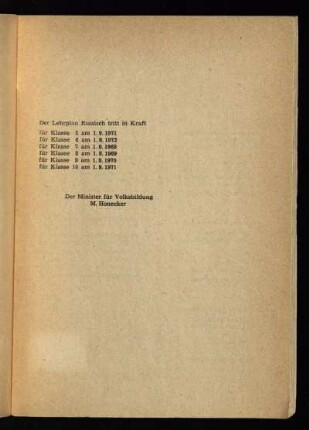 Der Lehrplan Russisch tritt in Kraft
für Klasse 5 am 1. 9. 1971
für Klasse 6 am 1. 9. 1972
für Klasse 7 am 1. 9. 1968
für Klasse 8 am 1. 9. 1969
für Klasse 9 am 1. 9. 1970
für Klasse 10 am 1. 9. 1971
Der Minister für Volksbildung
M. Honecker